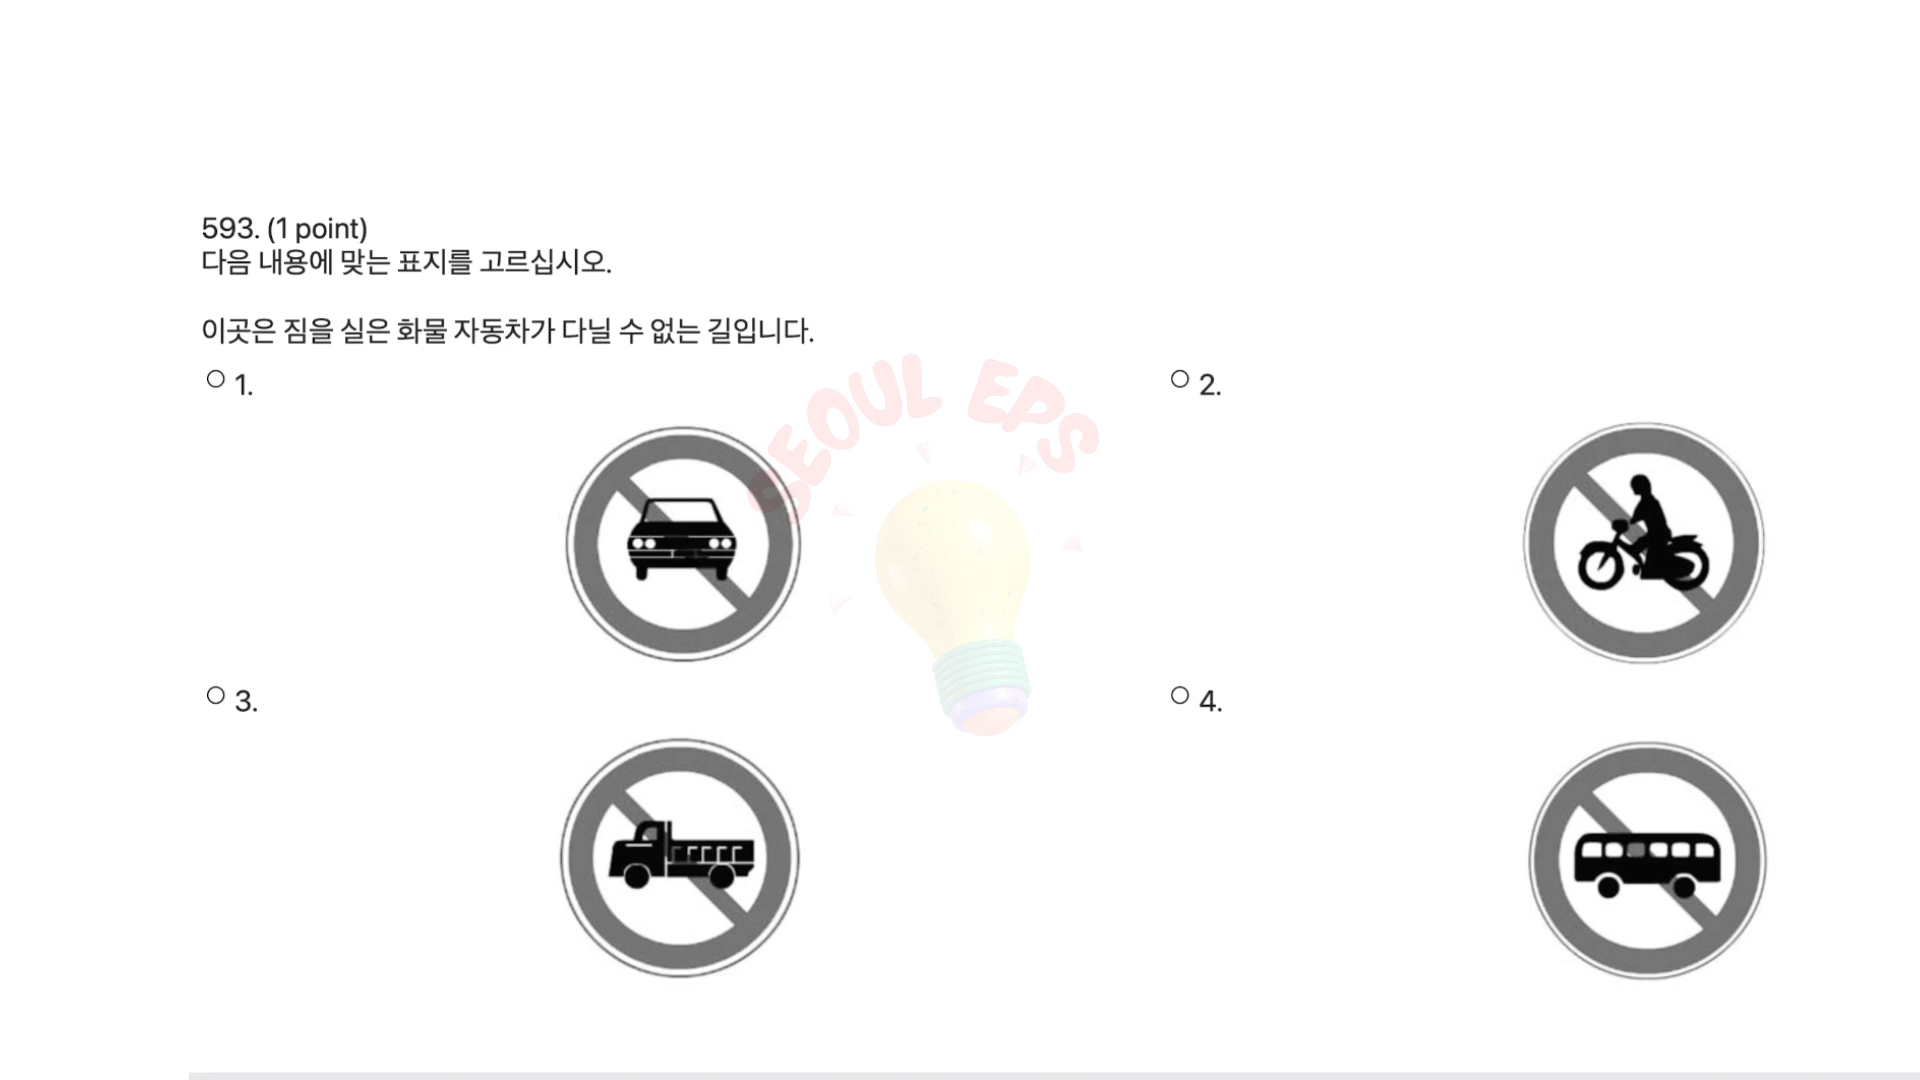 593. (1 point)
다음 내용에 맞는 표지를 고르십시오.
이곳은 짐을 실은 화물 자동차가 다닐 수 없는 길입니다.
1.
2.
SEOUL EPS
3.
4.